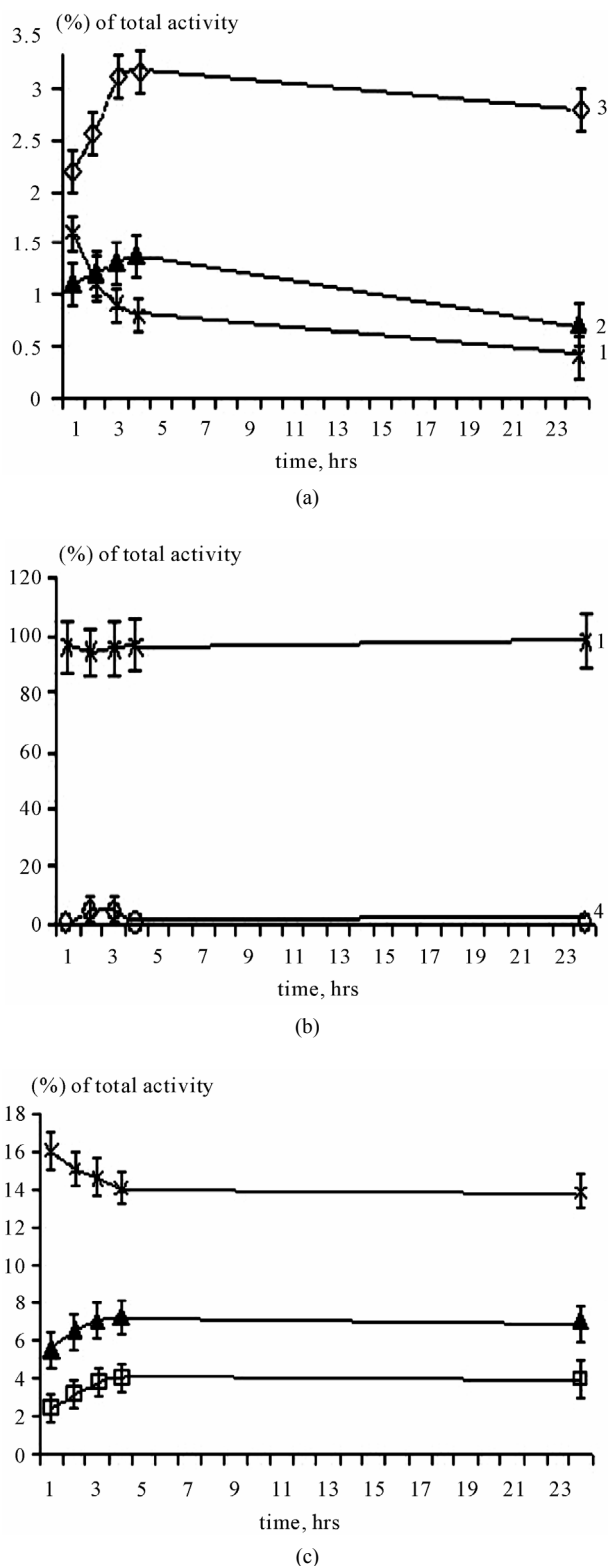 (%) of total activity
3.5
3
2.5
2
1.5
1
0.5
0
3
2
1
1 3 5 7 9 11 13 15 17 19 21 23
time, hrs
(a)
(%) of total activity
120
100
80
60
40
20
0
1
4
1 3 5 7 9 11 13 15 17 19 21 23
time, hrs
(b)
(%) of total activity
18
16
14
12
10
8
6
4
2
0
1 3 5 7 9 11 13 15 17 19 21 23
time, hrs
(c)